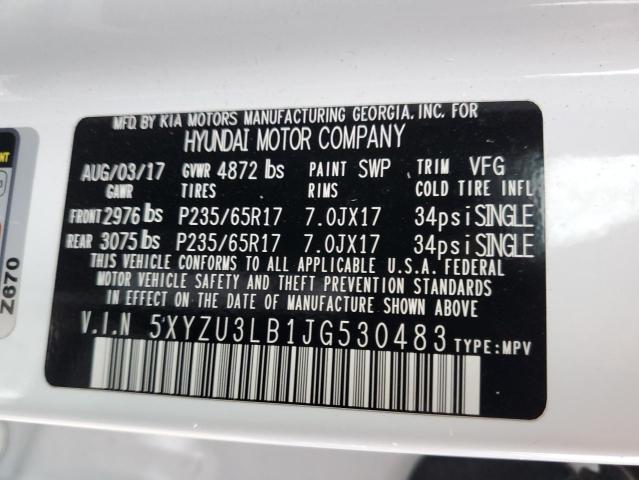 MFD. BY KIA MOTORS MANUFACTURING GEORGIA, INC. FOR
HYUNDAI MOTOR COMPANY
AUG/03/17 GVWR 4872 lbs PAINT SWP TRIM VFG
GAWR TIRES RIMS COLD TIRE INFL
FRONT 2976 lbs P235/65R17 7.0JX17 34psi SINGLE
REAR 3075 lbs P235/65R17 7.0JX17 34psi SINGLE
THIS VEHICLE CONFORMS TO ALL APPLICABLE U.S.A. FEDERAL
MOTOR VEHICLE SAFETY AND THEFT PREVENTION STANDARDS
IN EFFECT ON THE DATE OF MANUFACTURE SHOWN ABOVE.
V.I.N 5XYZU3LB1JG530483 TYPE:MPV
Z670